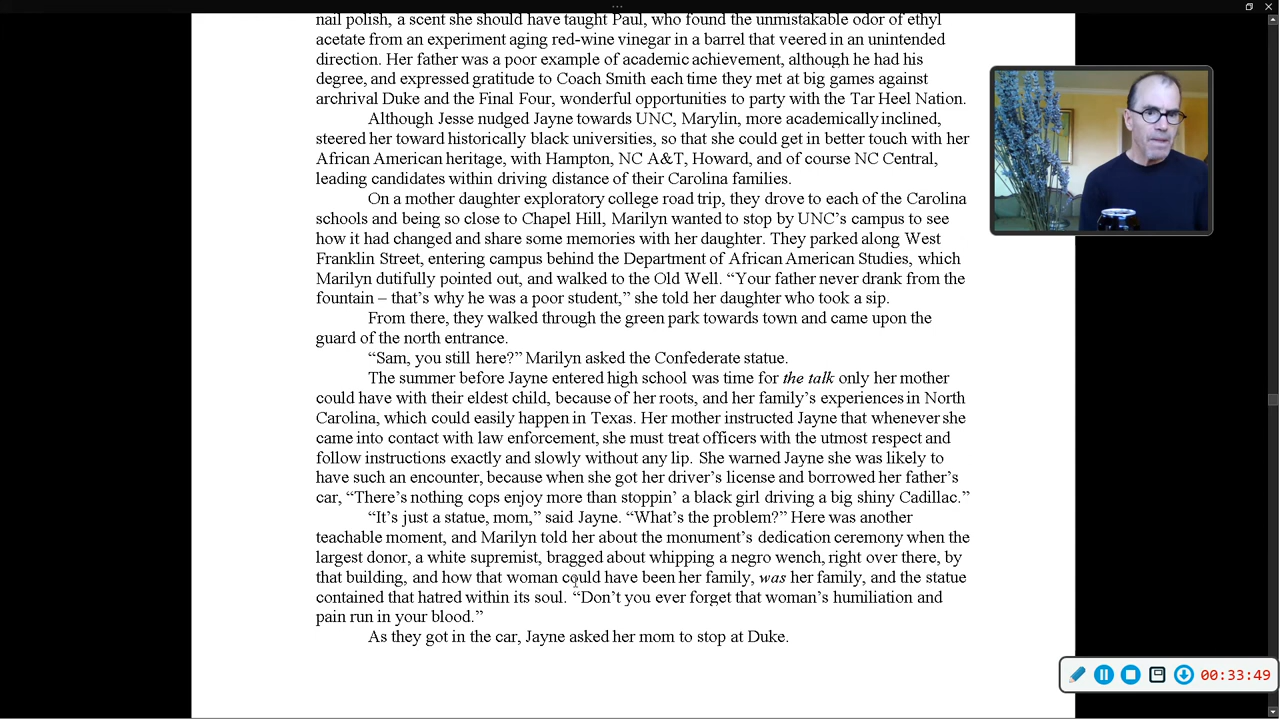 nail polish, a scent she should have taught Paul, who found the unmistakable odor of ethyl
acetate from an experiment aging red-wine vinegar in a barrel that veered in an unintended
direction. Her father was a poor example of academic achievement, although he had his
degree, and expressed gratitude to Coach Smith each time they met at big games against
archrival Duke and the Final Four, wonderful opportunities to party with the Tar Heel Nation.
Although Jesse nudged Jayne towards UNC, Marylin, more academically inclined,
steered her toward historically black universities, so that she could get in better touch with her
African American heritage, with Hampton, NC A&T, Howard, and of course NC Central,
leading candidates within driving distance of their Carolina families.
On a mother daughter exploratory college road trip, they drove to each of the Carolina
schools and being so close to Chapel Hill, Marilyn wanted to stop by UNC’s campus to see
how it had changed and share some memories with her daughter. They parked along West
Franklin Street, entering campus behind the Department of African American Studies, which
Marilyn dutifully pointed out, and walked to the Old Well. “Your father never drank from the
fountain – that’s why he was a poor student,” she told her daughter who took a sip.
From there, they walked through the green park towards town and came upon the
guard of the north entrance.
“Sam, you still here?” Marilyn asked the Confederate statue.
The summer before Jayne entered high school was time for the talk only her mother
could have with their eldest child, because of her roots, and her family’s experiences in North
Carolina, which could easily happen in Texas. Her mother instructed Jayne that whenever she
came into contact with law enforcement, she must treat officers with the utmost respect and
follow instructions exactly and slowly without any lip. She warned Jayne she was likely to
have such an encounter, because when she got her driver’s license and borrowed her father’s
car, “There’s nothing cops enjoy more than stoppin’ a black girl driving a big shiny Cadillac.”
“It’s just a statue, mom,” said Jayne. “What’s the problem?” Here was another
teachable moment, and Marilyn told her about the monument’s dedication ceremony when the
largest donor, a white supremist, bragged about whipping a negro wench, right over there, by
that building, and how that woman could have been her family, was her family, and the statue
contained that hatred within its soul. “Don’t you ever forget that woman’s humiliation and
pain run in your blood.”
As they got in the car, Jayne asked her mom to stop at Duke.
00:33:49